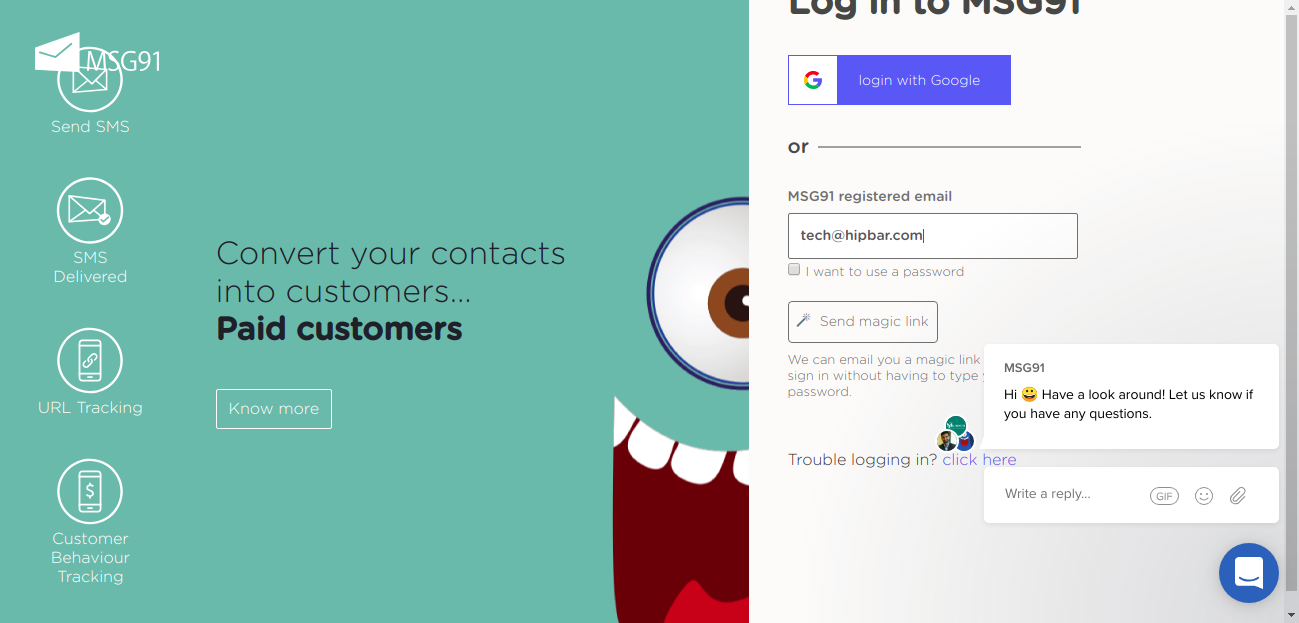 MSG91
Send SMS
SMS
Delivered
URL Tracking
Customer
Behaviour
Tracking
Convert your contacts
into customers...
Paid customers
Know more
Log in to MSG91
login with Google
or
MSG91 registered email
tech@hipbar.com
I want to use a password
Send magic link
We can email you a magic link
sign in without having to type
password.
Trouble logging in? click here
MSG91
Hi 😀 Have a look around! Let us know if
you have any questions.
Write a reply...
GIF